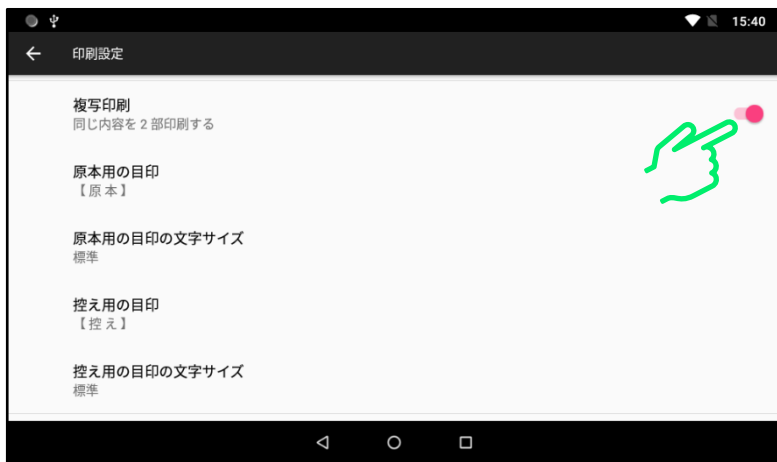 15:40
印刷設定
複写印刷
同じ内容を2部印刷する
原本用の目印
【原本】
原本用の目印の文字サイズ
標準
控え用の目印
【控え】
控え用の目印の文字サイズ
標準